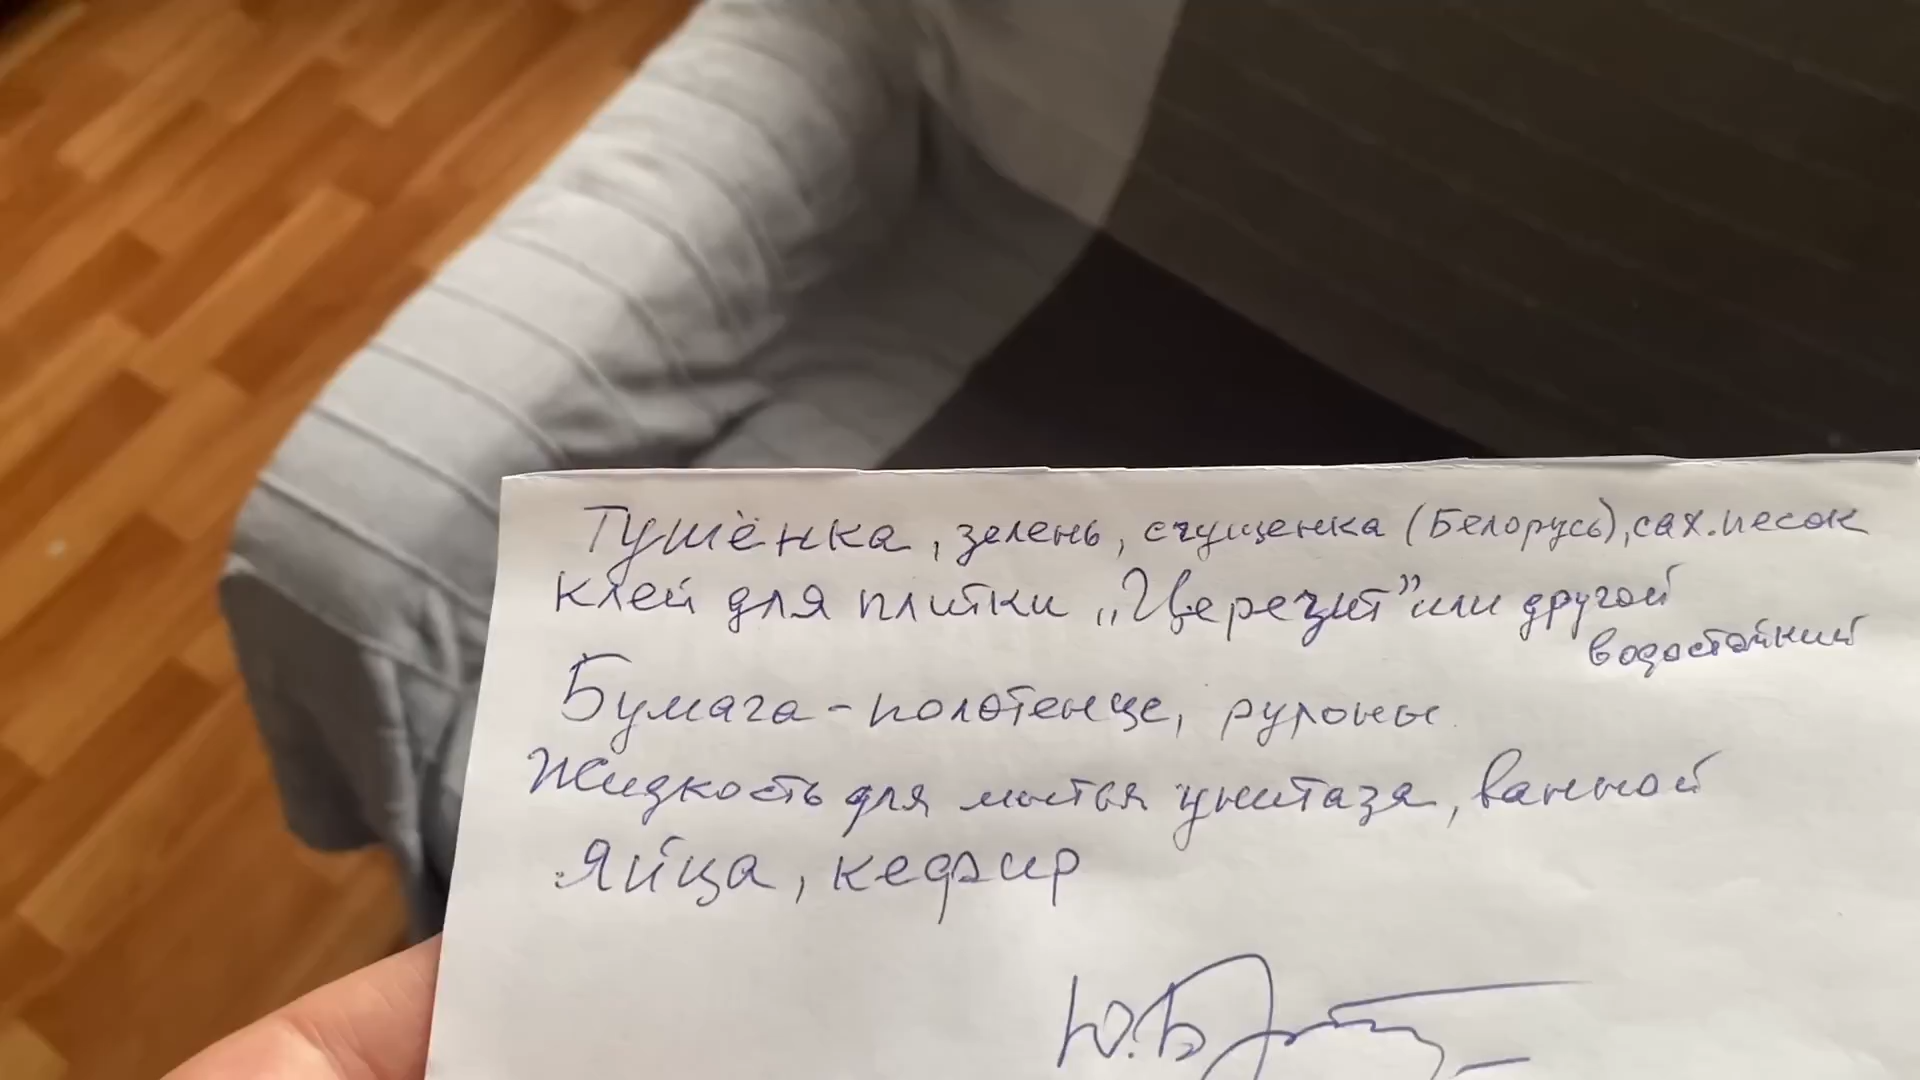 Тушёнка, зелень, сгущенка (Белорусь), сах. песок
Клей для плитки „Церезит” или другой
водостойкий
Бумага - полотенце, рулоны.
Жидкость для мытья унитаза, ванной
Яйца, кефир
Ю.Б